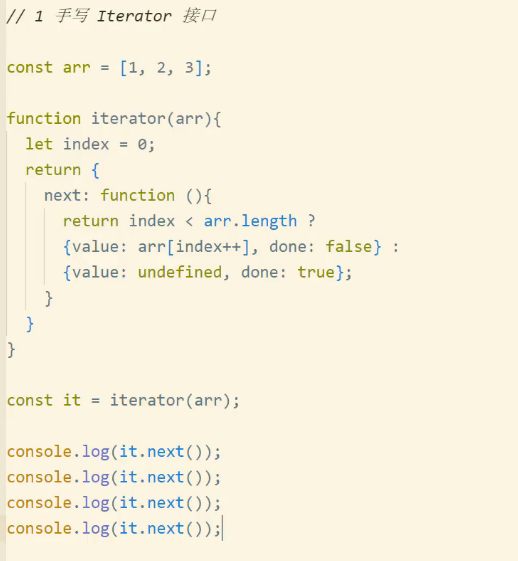 // 1 手写 Iterator 接口
const arr = [1, 2, 3];
function iterator(arr){
let index = 0;
return {
next: function (){
return index < arr.length ?
{value: arr[index++], done: false} :
{value: undefined, done: true};
}
}
}
const it = iterator(arr);
console.log(it.next());
console.log(it.next());
console.log(it.next());
console.log(it.next());